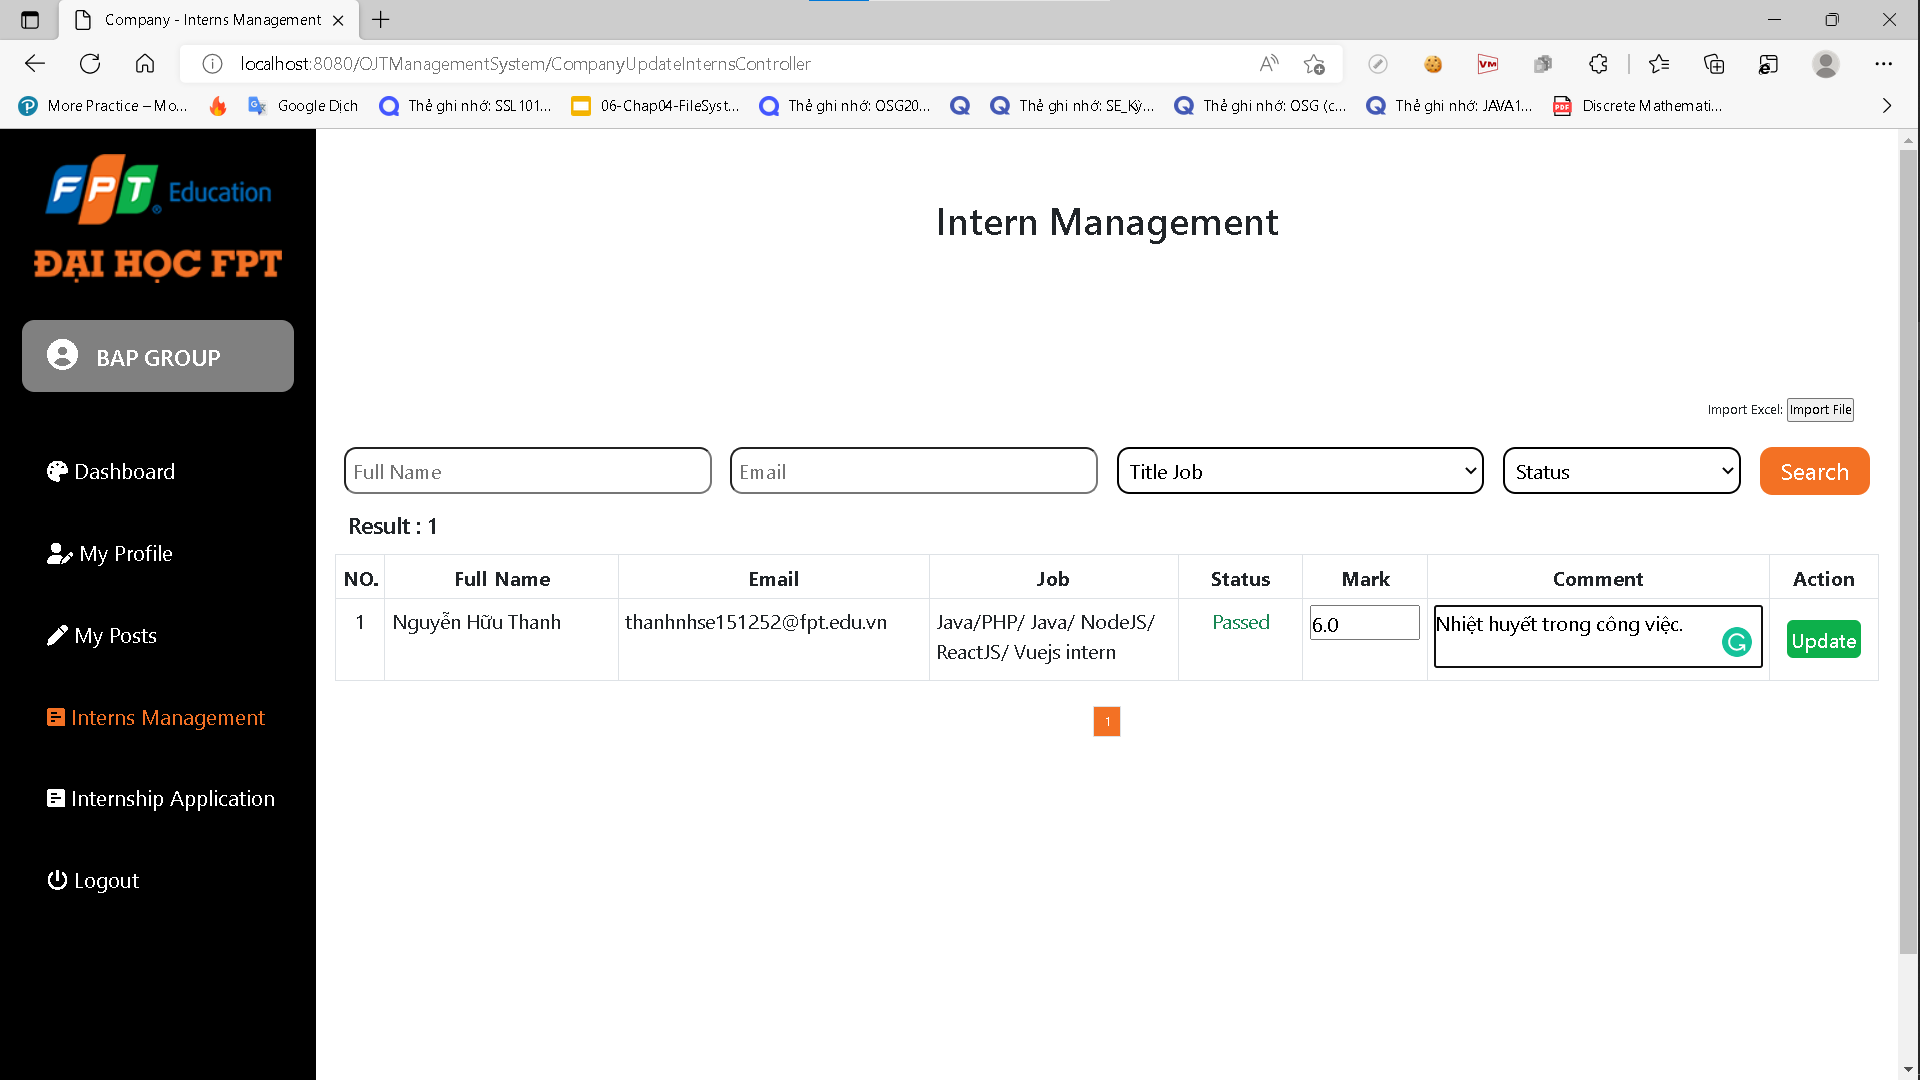 Company - Interns Management
localhost:8080/OJTManagementSystem/CompanyUpdateInternsController
More Practice – Mo...
Google Dịch
Thẻ ghi nhớ: SSL101...
06-Chap04-FileSyst...
Thẻ ghi nhớ: OSG20...
Thẻ ghi nhớ: SE_Kỳ...
Thẻ ghi nhớ: OSG (c...
Thẻ ghi nhớ: JAVA1...
PDF
Discrete Mathemati...
FPT Education
ĐẠI HỌC FPT
BAP GROUP
Dashboard
My Profile
My Posts
Interns Management
Internship Application
Logout
Intern Management
Import Excel: Import File
Full Name
Email
Title Job
Status
Search
Result : 1
NO. Full Name Email Job Status Mark Comment Action
1 Nguyễn Hữu Thanh thanhnhse151252@fpt.edu.vn Java/PHP/ Java/ NodeJS/ Passed 6.0 Nhiệt huyết trong công việc. Update
ReactJS/ Vuejs intern
1